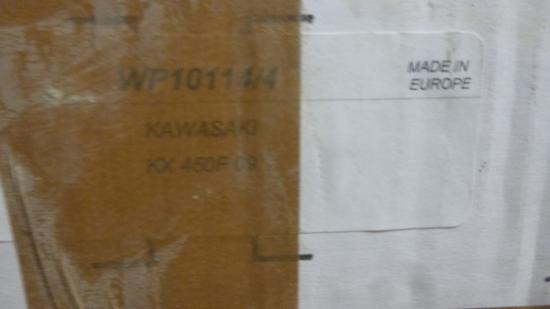 WP10114/4
MADE IN
EUROPE
KAWASAKI
KX 450F 09